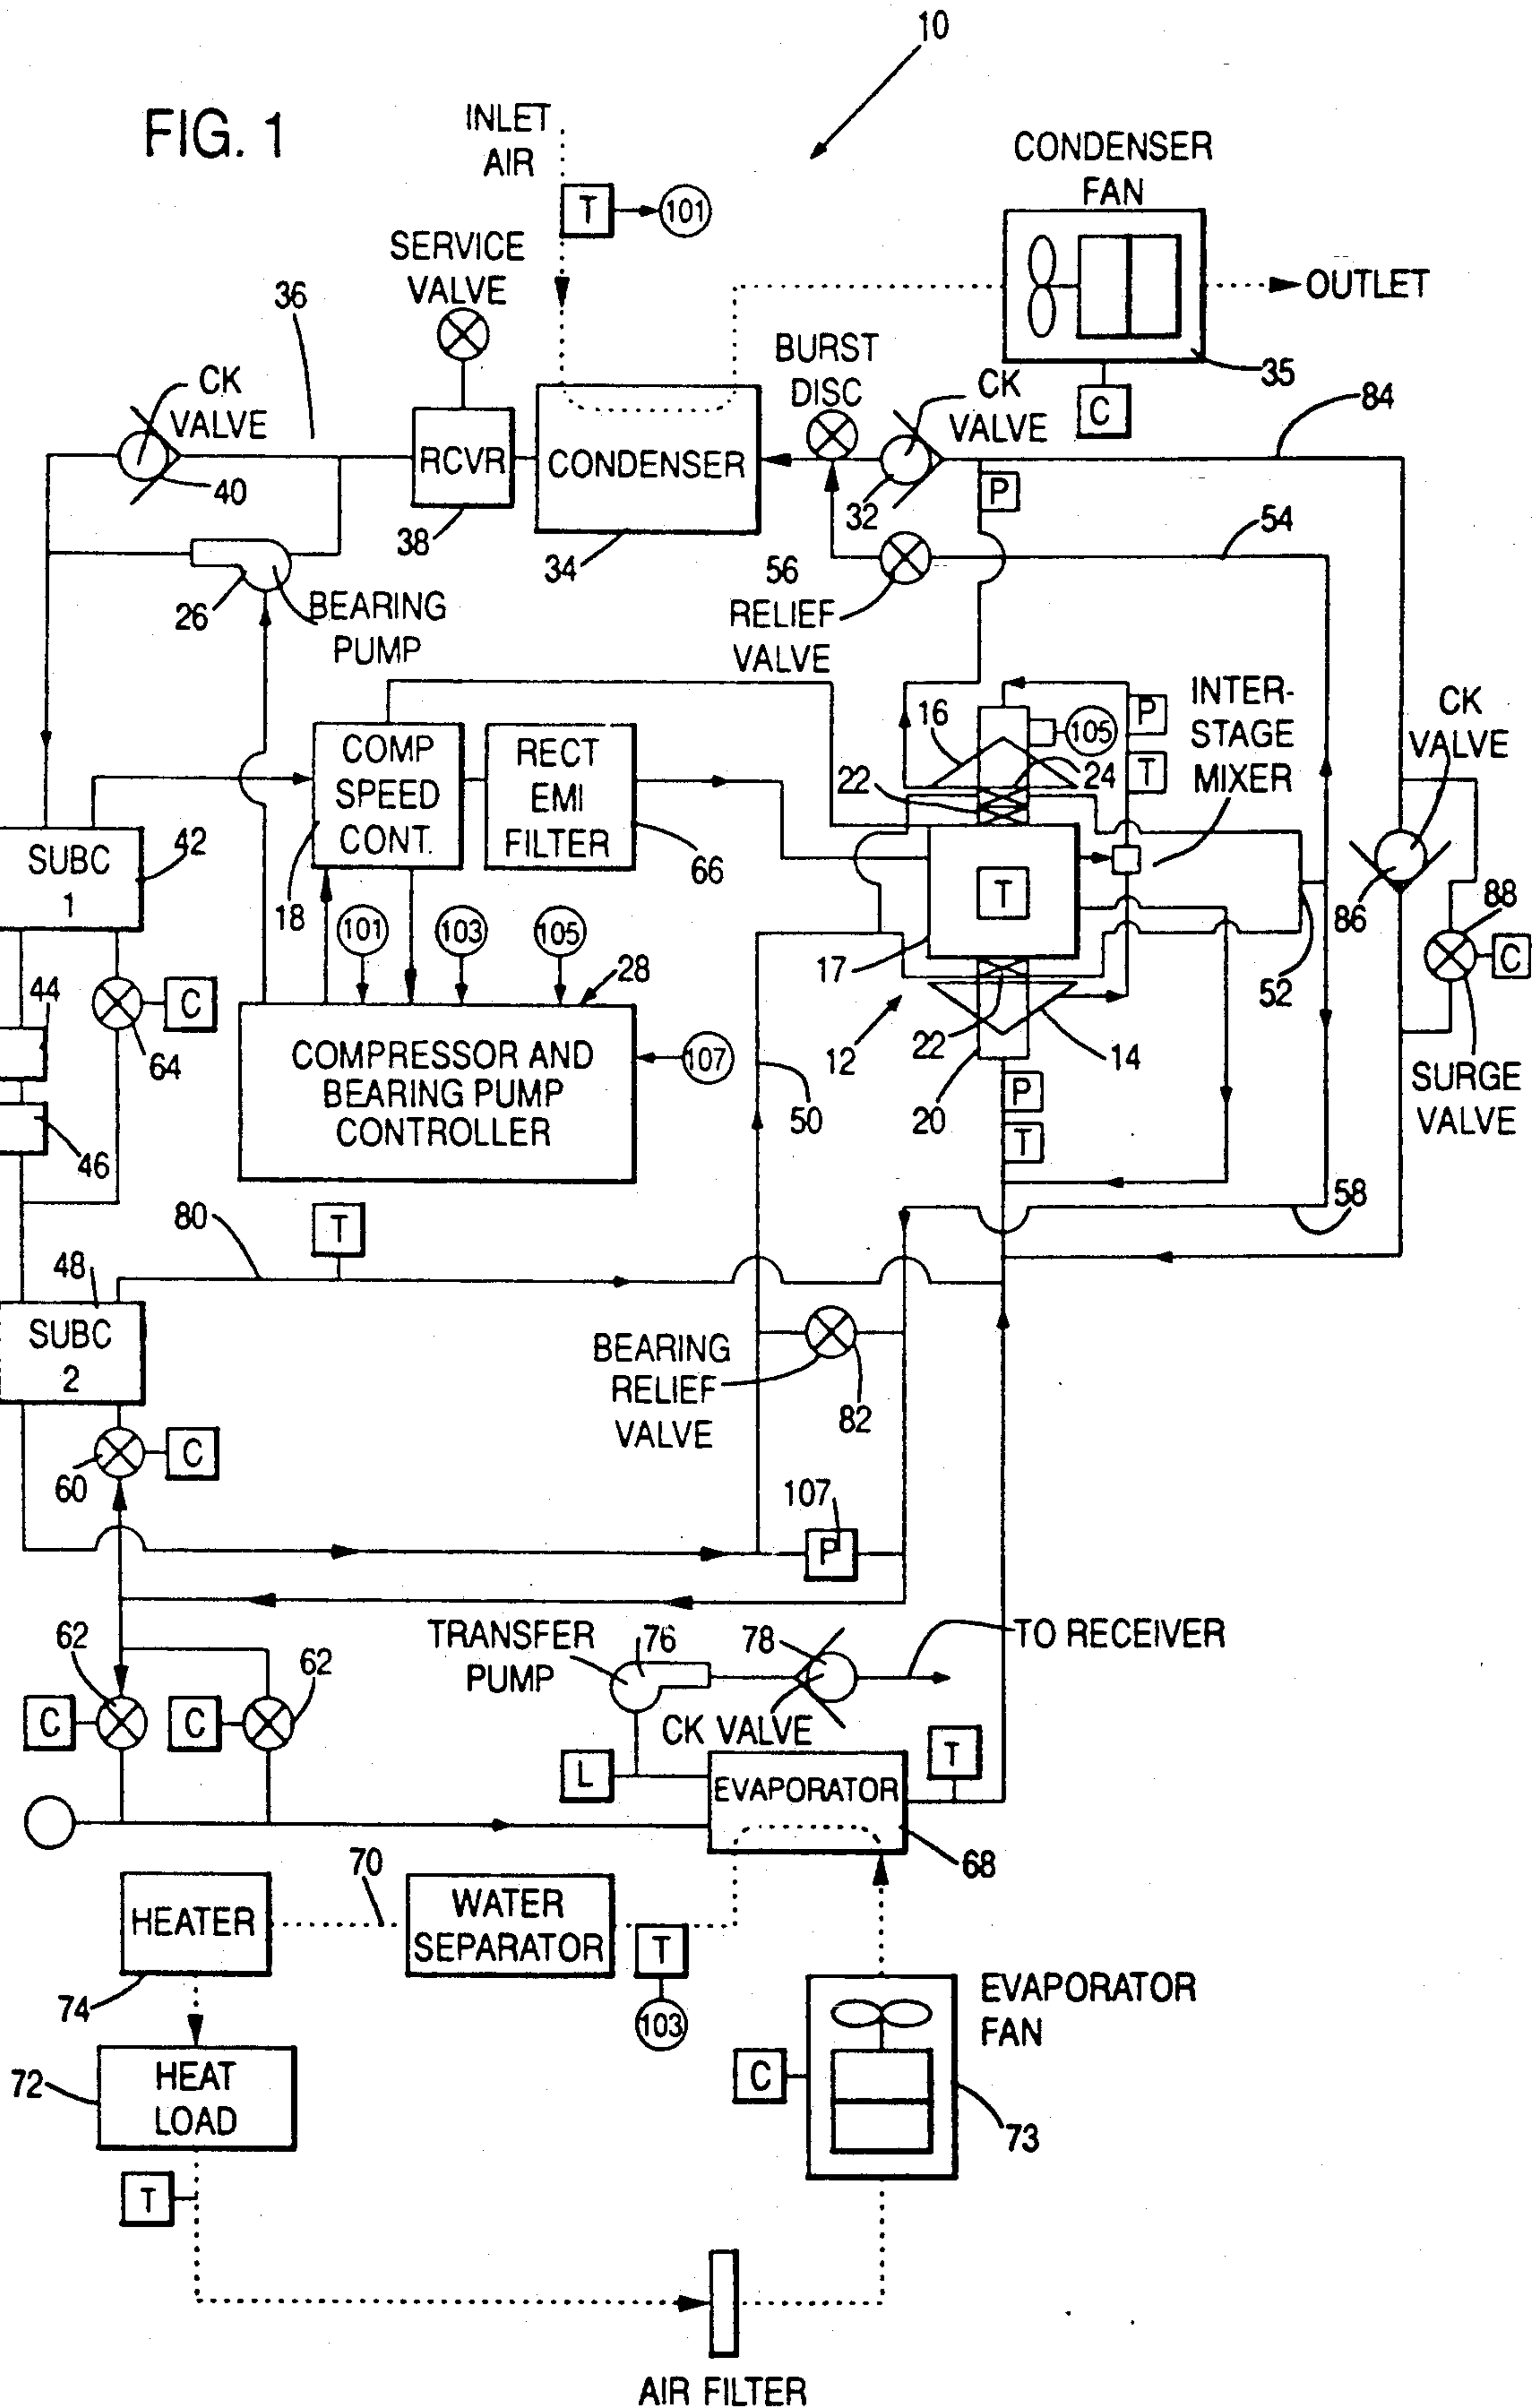 10
FIG. 1
INLET
AIR
T
101
CONDENSER
FAN
SERVICE
VALVE
OUTLET
36
BURST
DISC
35
CK
VALVE
CK
VALVE
C
84
RCVR
CONDENSER
40
38
34
32
P
54
56
RELIEF
VALVE
26
BEARING
PUMP
INTER-
STAGE
MIXER
CK
VALVE
16
105
P
T
COMP
SPEED
CONT.
RECT
EMI
FILTER
22
24
SUBC
1
42
18
66
T
86
88
C
101
103
105
28
17
52
44
C
64
12
22
14
COMPRESSOR AND
BEARING PUMP
CONTROLLER
107
50
20
P
T
SURGE
VALVE
46
80
T
58
48
SUBC
2
BEARING
RELIEF
VALVE
82
60
C
107
P
62
62
TRANSFER
PUMP
76
78
TO RECEIVER
C
C
CK VALVE
L
T
EVAPORATOR
68
70
HEATER
WATER
SEPARATOR
T
74
103
EVAPORATOR
FAN
72
HEAT
LOAD
C
73
T
AIR FILTER